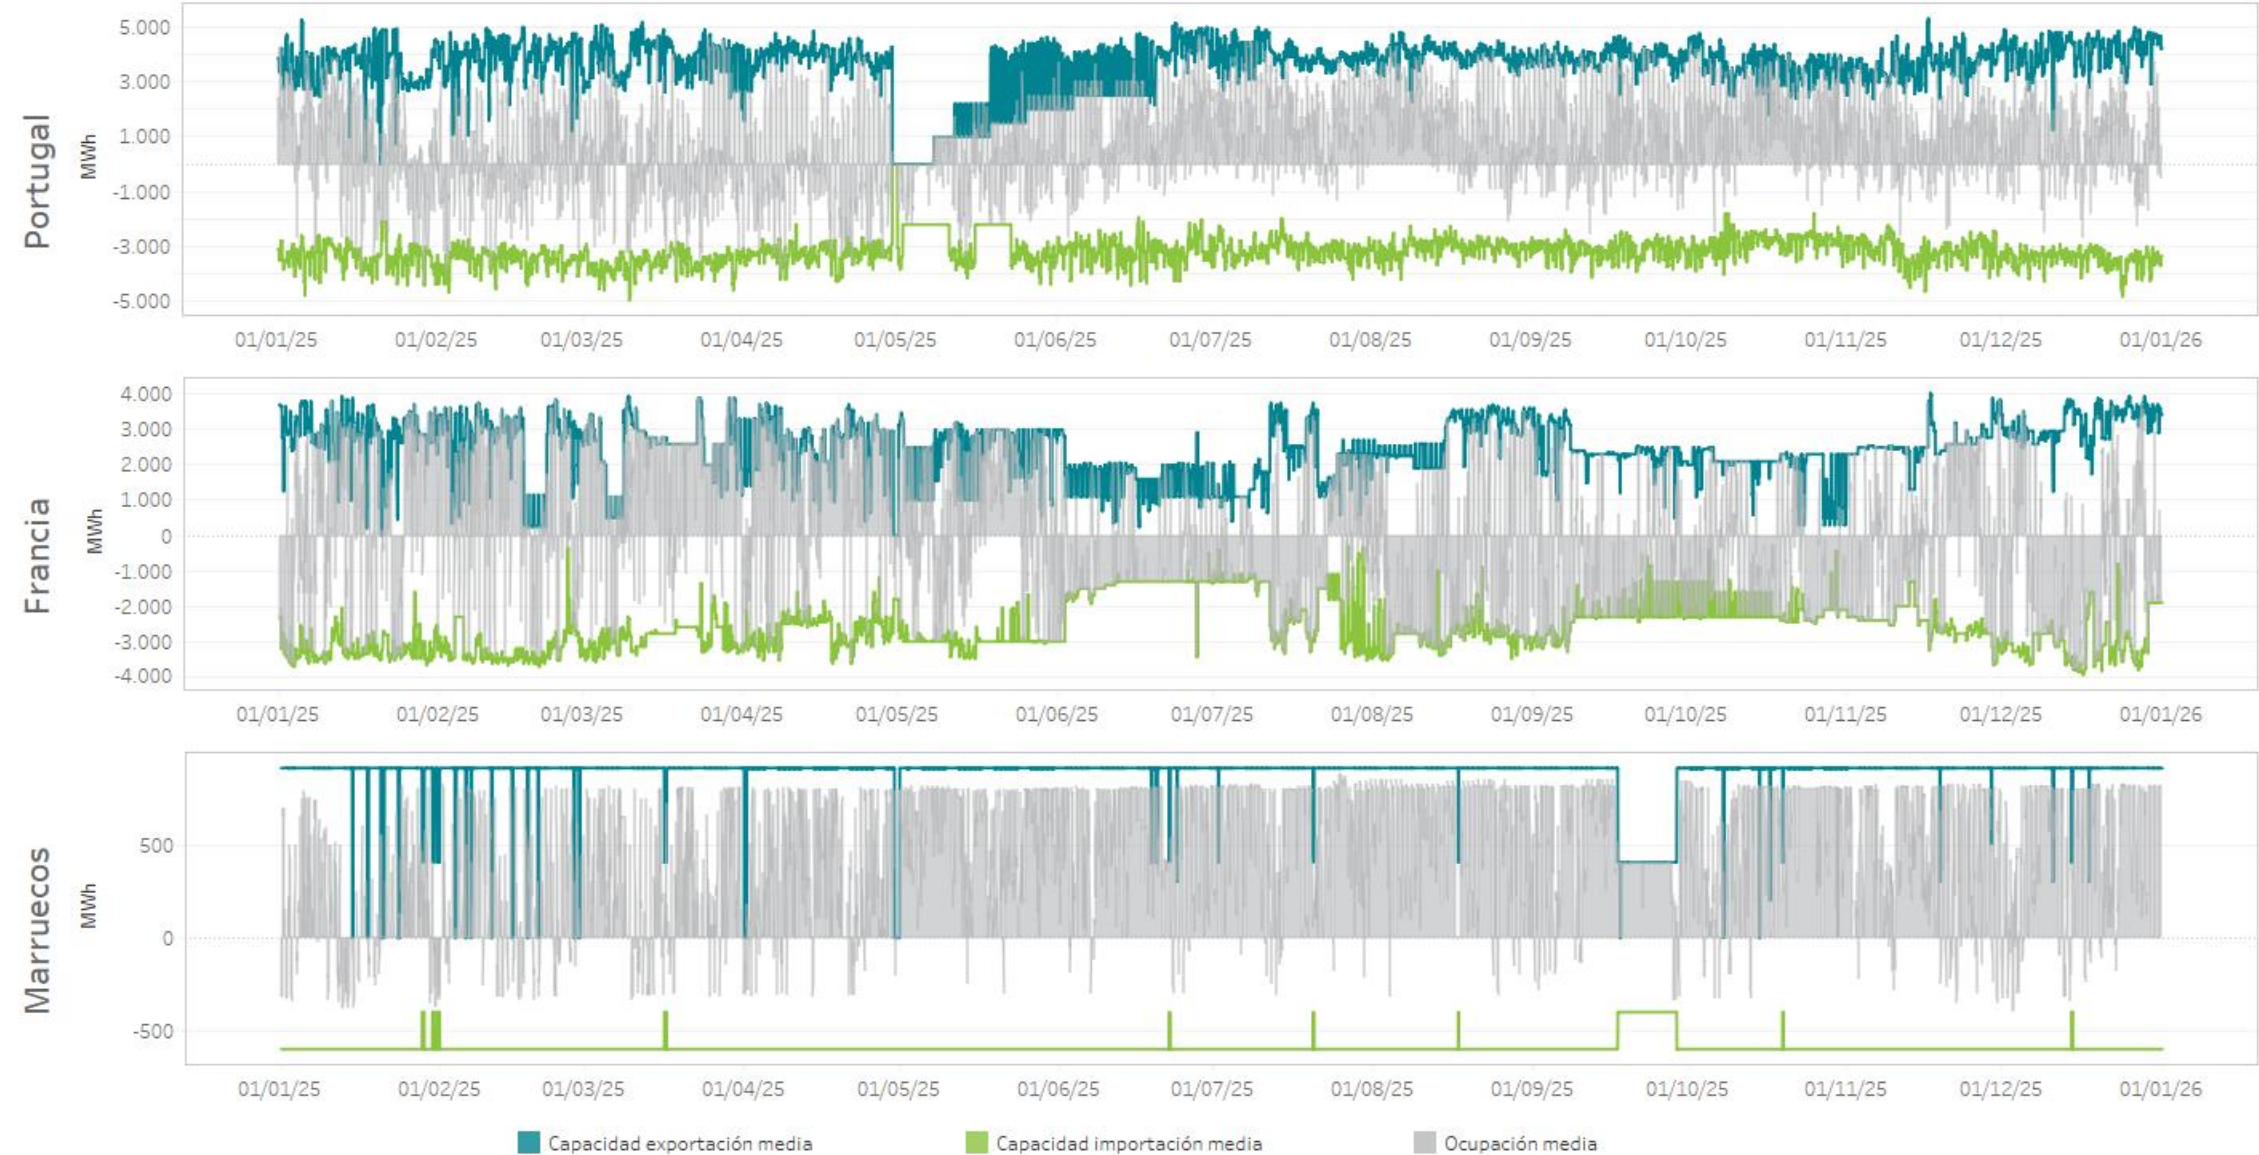 Portugal
MWh
5.000
3.000
1.000
-1.000
-3.000
-5.000
01/01/25 01/02/25 01/03/25 01/04/25 01/05/25 01/06/25 01/07/25 01/08/25 01/09/25 01/10/25 01/11/25 01/12/25 01/01/26
Francia
MWh
4.000
3.000
2.000
1.000
0
-1.000
-2.000
-3.000
-4.000
01/01/25 01/02/25 01/03/25 01/04/25 01/05/25 01/06/25 01/07/25 01/08/25 01/09/25 01/10/25 01/11/25 01/12/25 01/01/26
Marruecos
MWh
500
0
-500
01/01/25 01/02/25 01/03/25 01/04/25 01/05/25 01/06/25 01/07/25 01/08/25 01/09/25 01/10/25 01/11/25 01/12/25 01/01/26
Capacidad exportación media Capacidad importación media Ocupación media